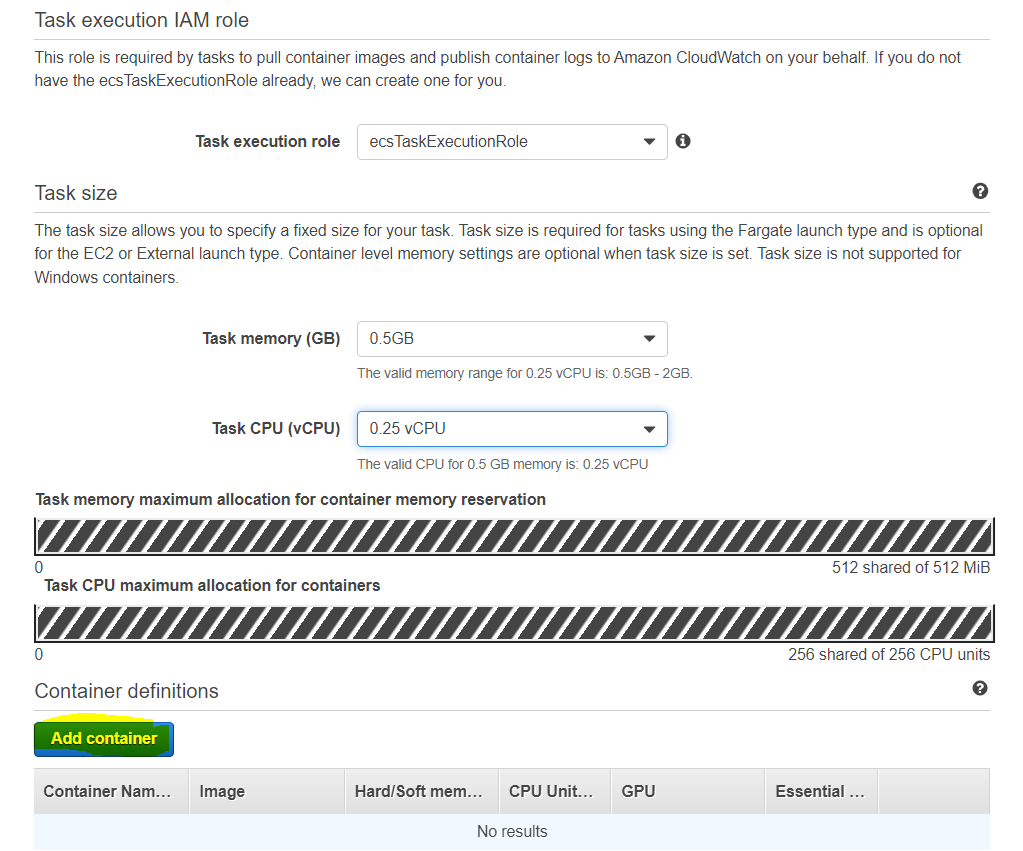 Task execution IAM role
This role is required by tasks to pull container images and publish container logs to Amazon CloudWatch on your behalf. If you do not
have the ecsTaskExecutionRole already, we can create one for you.
Task execution role ecsTaskExecutionRole
Task size
The task size allows you to specify a fixed size for your task. Task size is required for tasks using the Fargate launch type and is optional
for the EC2 or External launch type. Container level memory settings are optional when task size is set. Task size is not supported for
Windows containers.
Task memory (GB) 0.5GB
The valid memory range for 0.25 vCPU is: 0.5GB - 2GB.
Task CPU (vCPU) 0.25 vCPU
The valid CPU for 0.5 GB memory is: 0.25 vCPU
Task memory maximum allocation for container memory reservation
0 512 shared of 512 MiB
Task CPU maximum allocation for containers
0 256 shared of 256 CPU units
Container definitions
Add container
Container Nam... Image Hard/Soft mem... CPU Unit... GPU Essential ...
No results